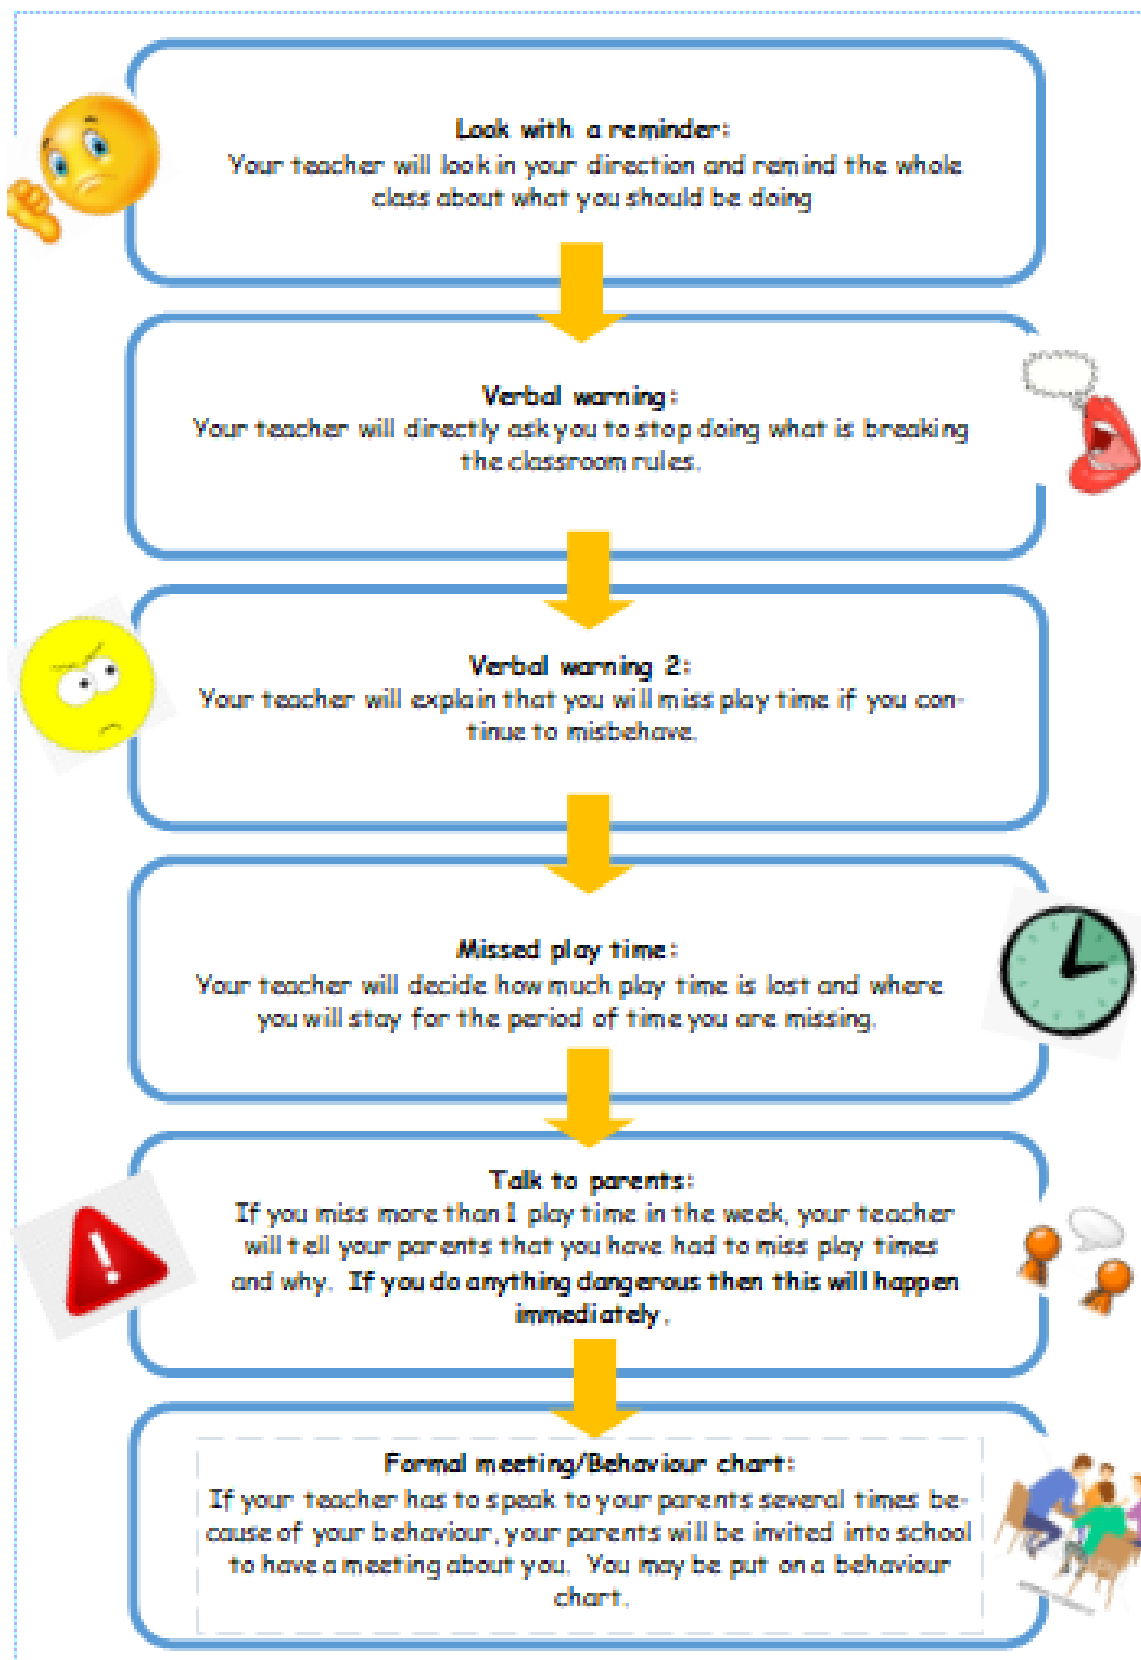 Look with a reminder:
Your teacher will look in your direction and remind the whole
class about what you should be doing
Verbal warning:
Your teacher will directly ask you to stop doing what is breaking
the classroom rules.
Verbal warning 2:
Your teacher will explain that you will miss play time if you con-
tinue to misbehave.
Missed play time:
Your teacher will decide how much play time is lost and where
you will stay for the period of time you are missing.
Talk to parents:
If you miss more than 1 play time in the week, your teacher
will tell your parents that you have had to miss play times
and why. If you do anything dangerous then this will happen
immediately.
Formal meeting/Behaviour chart:
If your teacher has to speak to your parents several times be-
cause of your behaviour, your parents will be invited into school
to have a meeting about you. You may be put on a behaviour
chart.